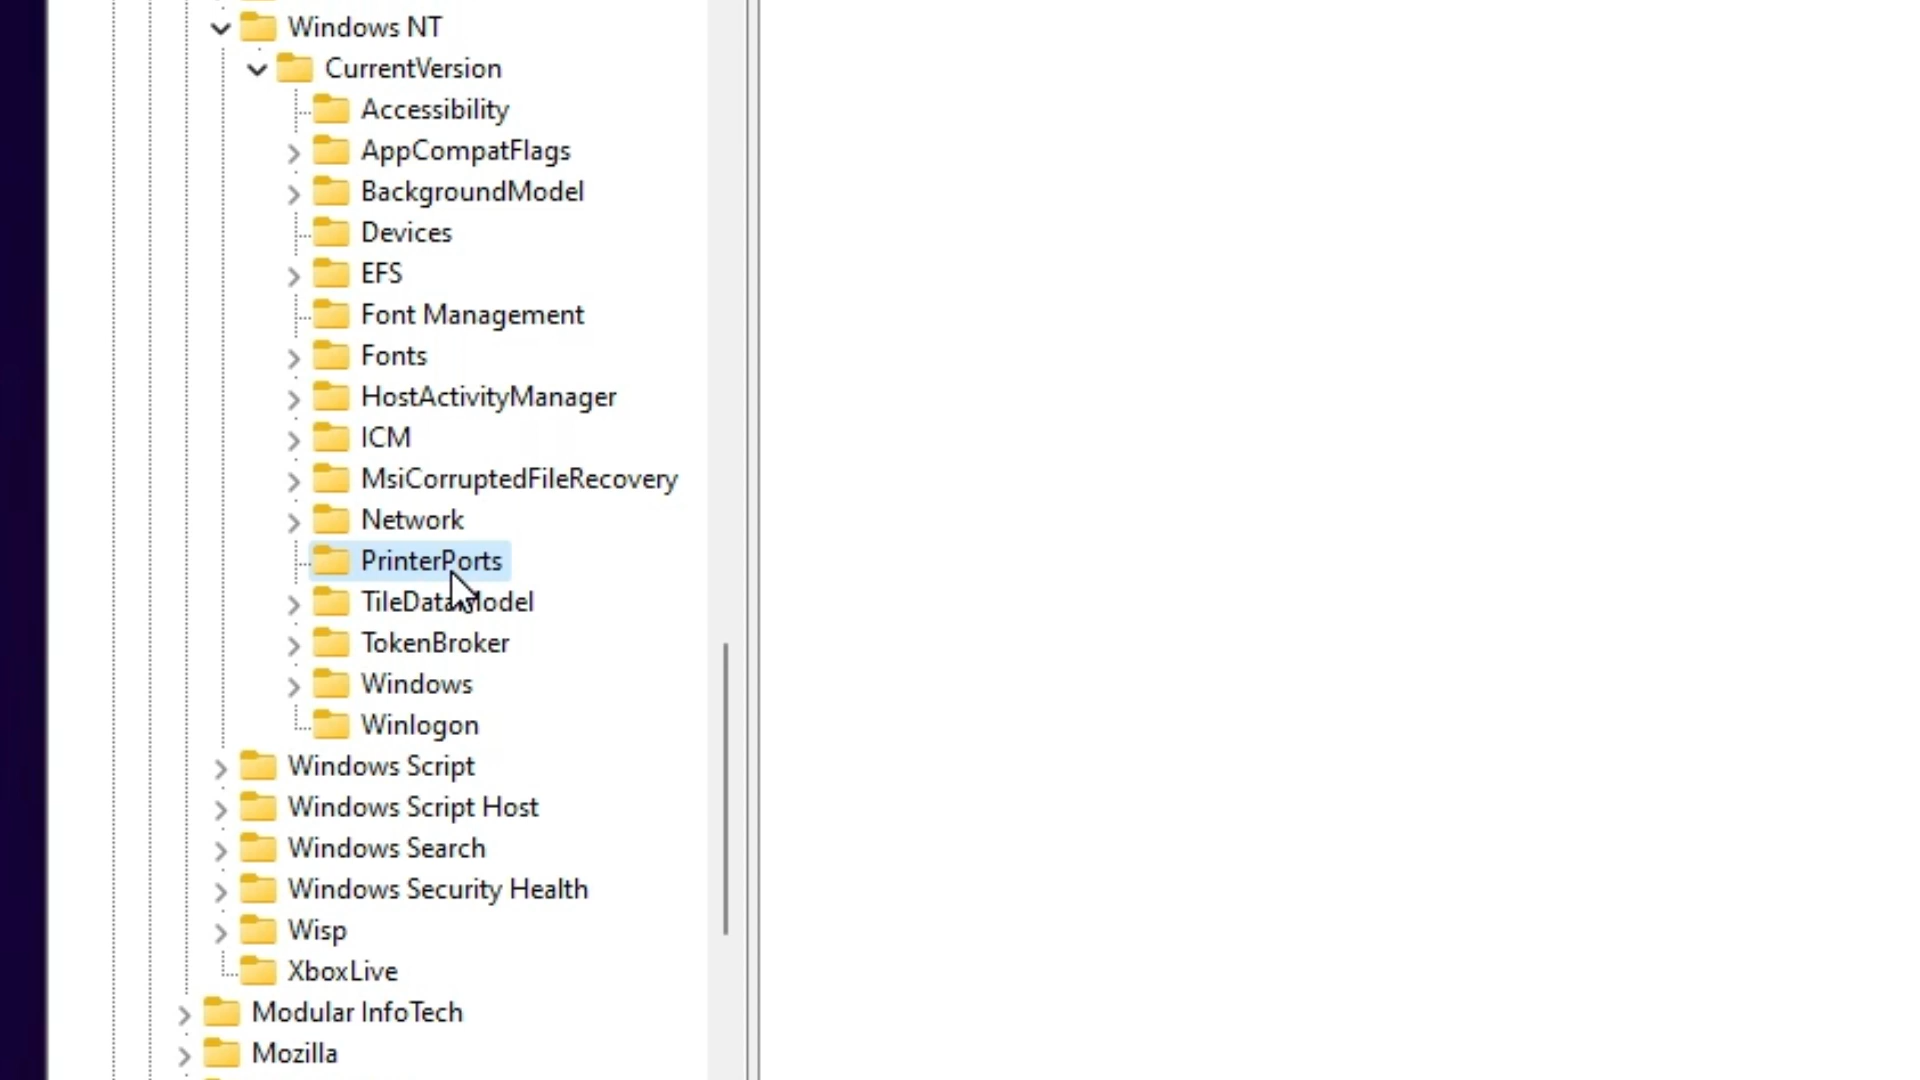 Windows NT
CurrentVersion
Accessibility
AppCompatFlags
BackgroundModel
Devices
EFS
Font Management
Fonts
HostActivityManager
ICM
MsiCorruptedFileRecovery
Network
PrinterPorts
TileDataModel
TokenBroker
Windows
Winlogon
Windows Script
Windows Script Host
Windows Search
Windows Security Health
Wisp
XboxLive
Modular InfoTech
Mozilla